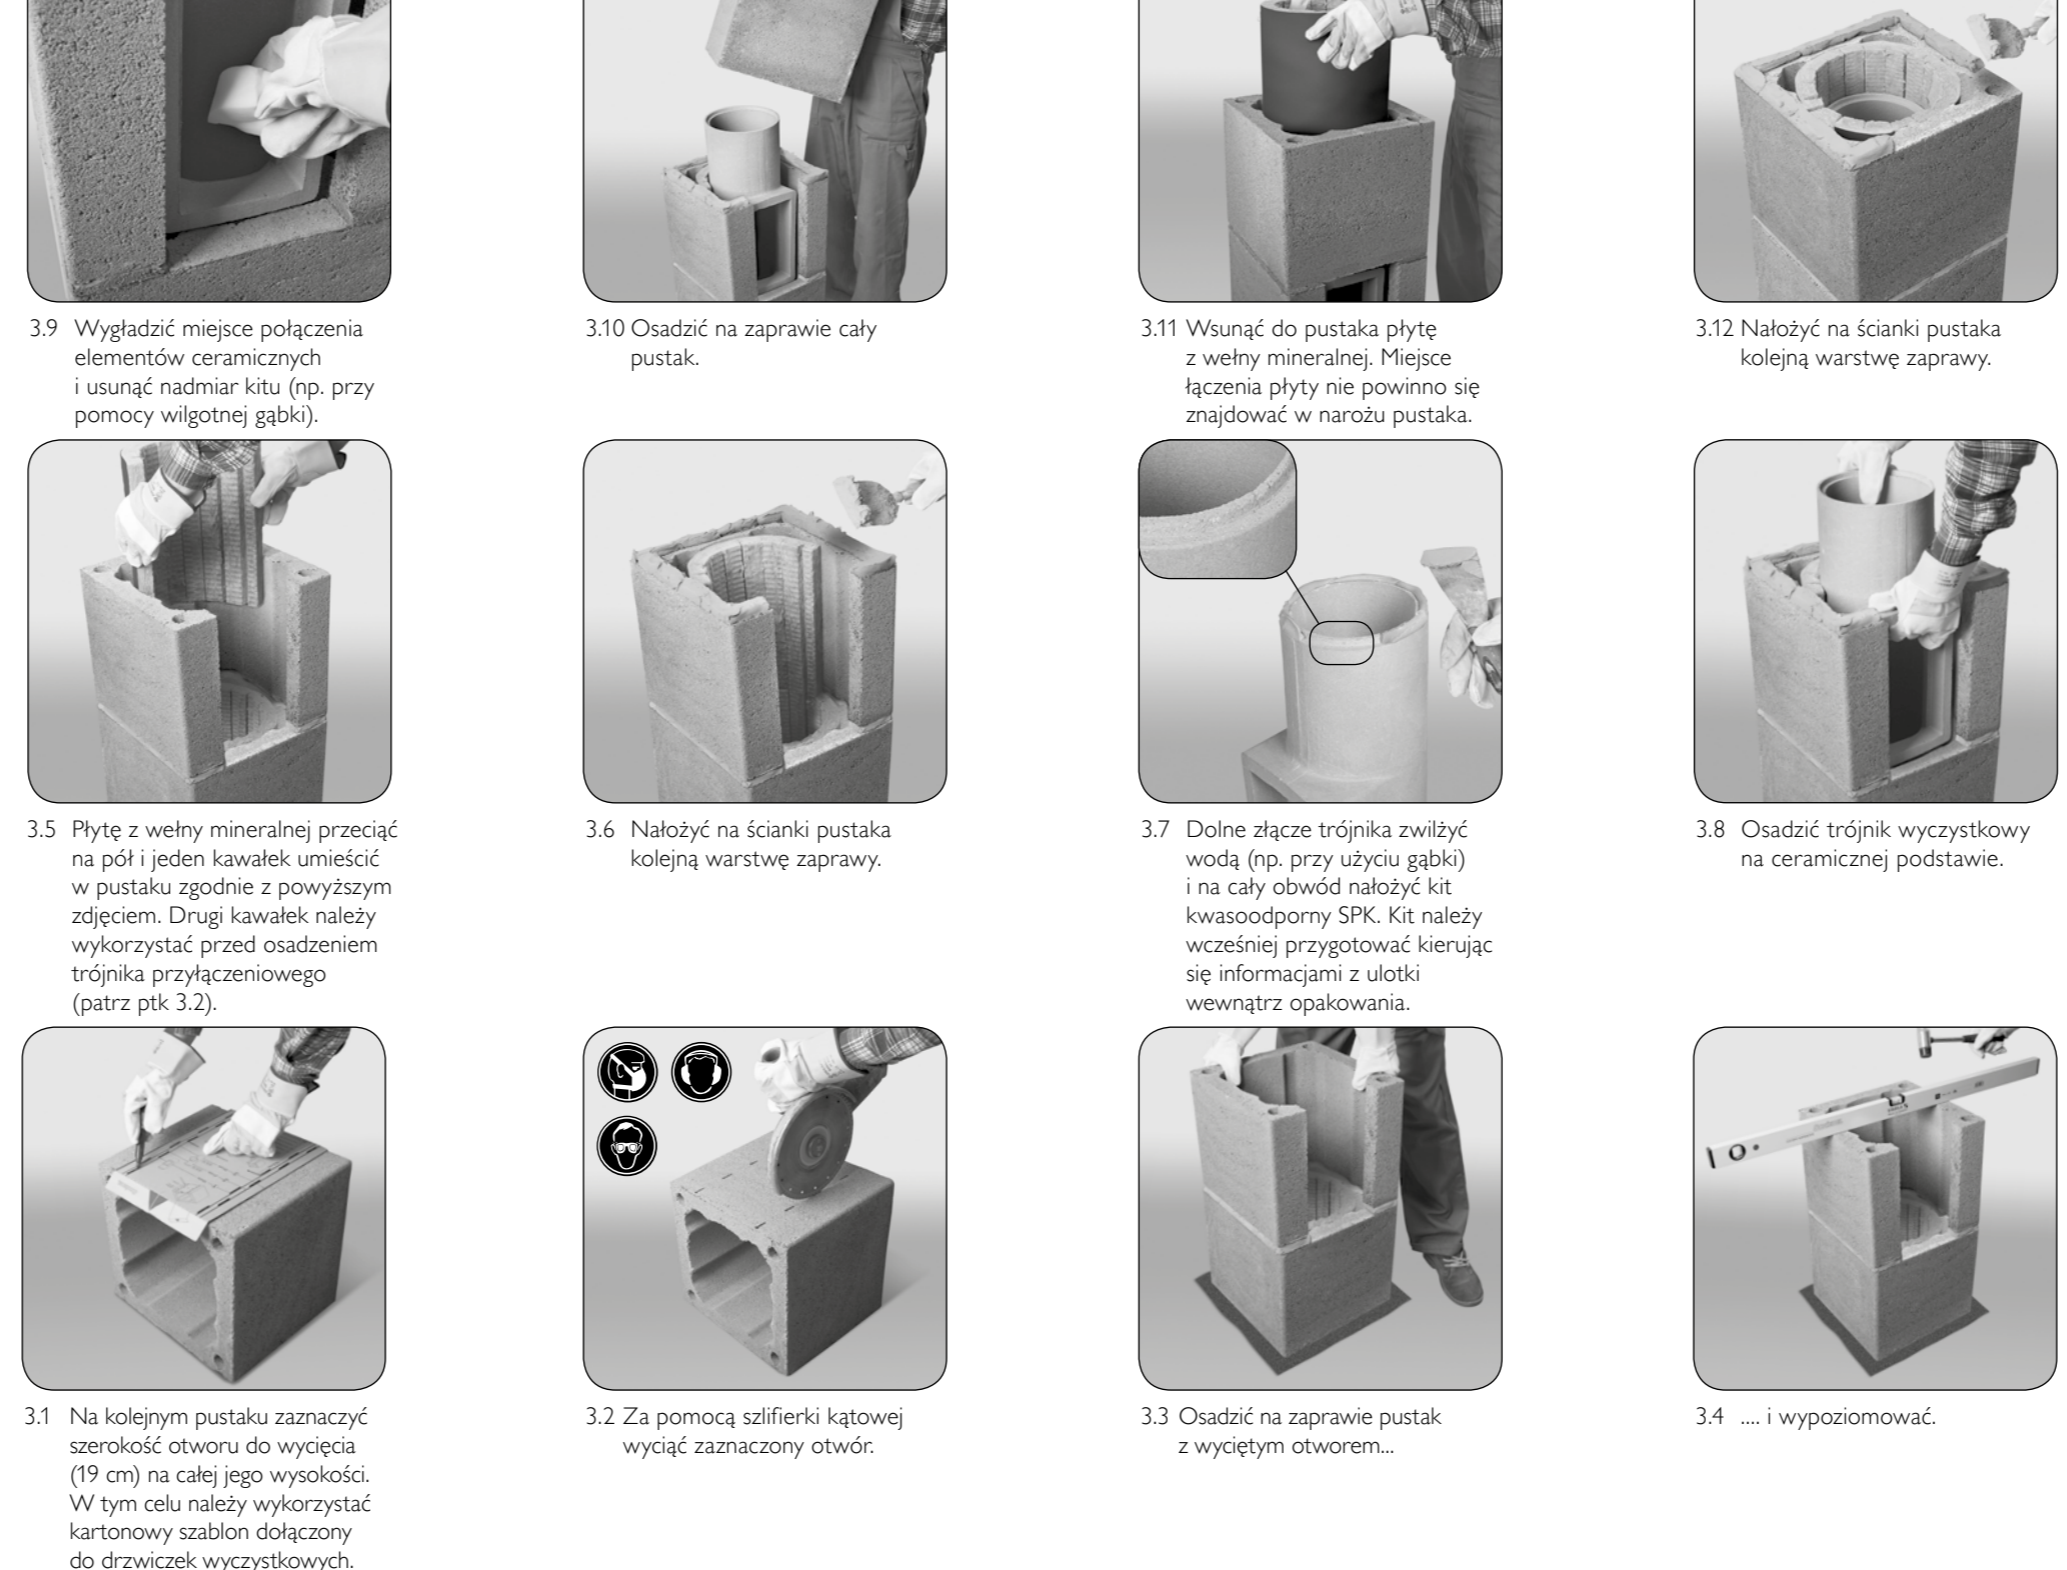 3.9 Wygładzić miejsce połączenia
elementów ceramicznych
i usunąć nadmiar kitu (np. przy
pomocy wilgotnej gąbki).
3.10 Osadzić na zaprawie cały
pustak.
3.11 Wsunąć do pustaka płytę
z wełny mineralnej. Miejsce
łączenia płyty nie powinno się
znajdować w narożu pustaka.
3.12 Nałożyć na ścianki pustaka
kolejną warstwę zaprawy.
3.5 Płytę z wełny mineralnej przeciąć
na pół i jeden kawałek umieścić
w pustaku zgodnie z powyższym
zdjęciem. Drugi kawałek należy
wykorzystać przed osadzeniem
trójnika przyłączeniowego
(patrz ptk 3.2).
3.6 Nałożyć na ścianki pustaka
kolejną warstwę zaprawy.
3.7 Dolne złącze trójnika zwilżyć
wodą (np. przy użyciu gąbki)
i na cały obwód nałożyć kit
kwasoodporny SPK. Kit należy
wcześniej przygotować kierując
się informacjami z ulotki
wewnątrz opakowania.
3.8 Osadzić trójnik wyczystkowy
na ceramicznej podstawie.
3.1 Na kolejnym pustaku zaznaczyć
szerokość otworu do wycięcia
(19 cm) na całej jego wysokości.
W tym celu należy wykorzystać
kartonowy szablon dołączony
do drzwiczek wyczystkowych.
3.2 Za pomocą szlifierki kątowej
wyciąć zaznaczony otwór.
3.3 Osadzić na zaprawie pustak
z wyciętym otworem...
3.4 .... i wypoziomować.